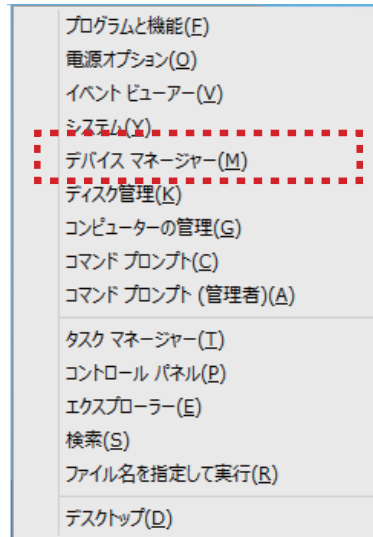 プログラムと機能(F)
電源オプション(O)
イベント ビューアー(V)
システム(Y)
デバイス マネージャー(M)
ディスク管理(K)
コンピューターの管理(G)
コマンド プロンプト(C)
コマンド プロンプト (管理者)(A)
タスク マネージャー(T)
コントロール パネル(P)
エクスプローラー(E)
検索(S)
ファイル名を指定して実行(R)
デスクトップ(D)